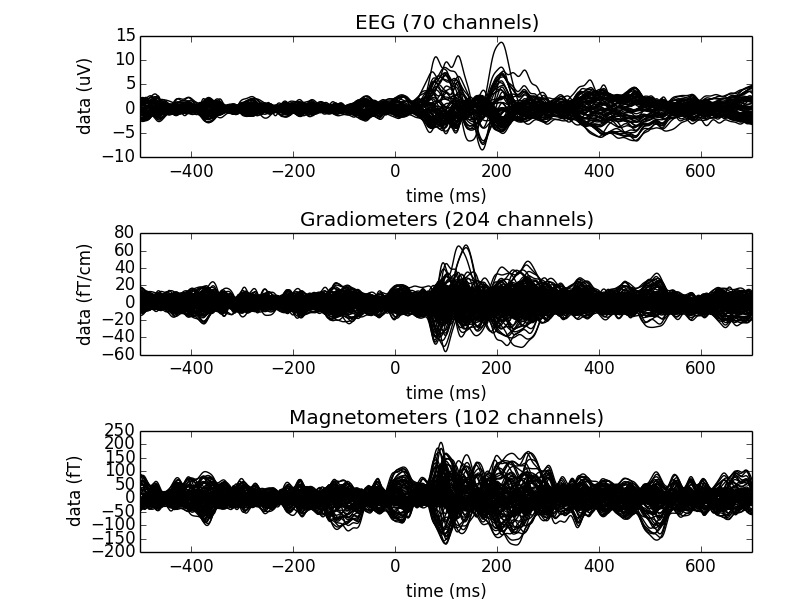 EEG (70 channels)
15
10
5
0
−5
−10
data (uV)
−400 −200 0 200 400 600
time (ms)
Gradiometers (204 channels)
80
60
40
20
0
−20
−40
−60
data (fT/cm)
−400 −200 0 200 400 600
time (ms)
Magnetometers (102 channels)
250
200
150
100
50
0
−50
−100
−150
−200
data (fT)
−400 −200 0 200 400 600
time (ms)